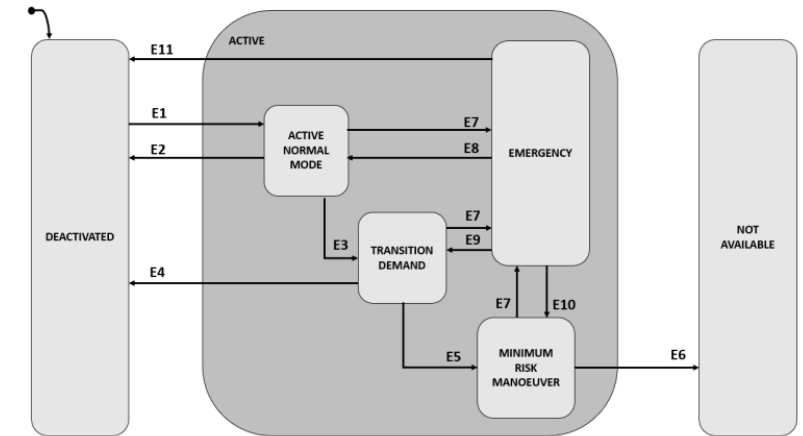 ACTIVE
E11
E1
E7
ACTIVE
NORMAL
MODE
E2
E8
EMERGENCY
DEACTIVATED
E7
E3
TRANSITION
DEMAND
E9
NOT
AVAILABLE
E4
E7
E10
E5
MINIMUM
RISK
MANOEUVER
E6